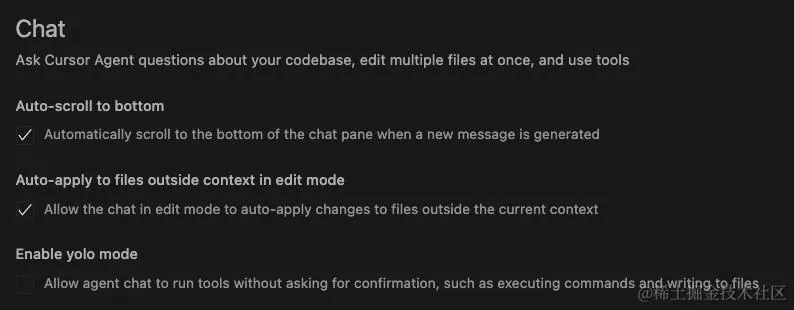 Chat
Ask Cursor Agent questions about your codebase, edit multiple files at once, and use tools
Auto-scroll to bottom
Automatically scroll to the bottom of the chat pane when a new message is generated
Auto-apply to files outside context in edit mode
Allow the chat in edit mode to auto-apply changes to files outside the current context
Enable yolo mode
Allow agent chat to run tools without asking for confirmation, such as executing commands and writing to files
@稀土掘金技术社区